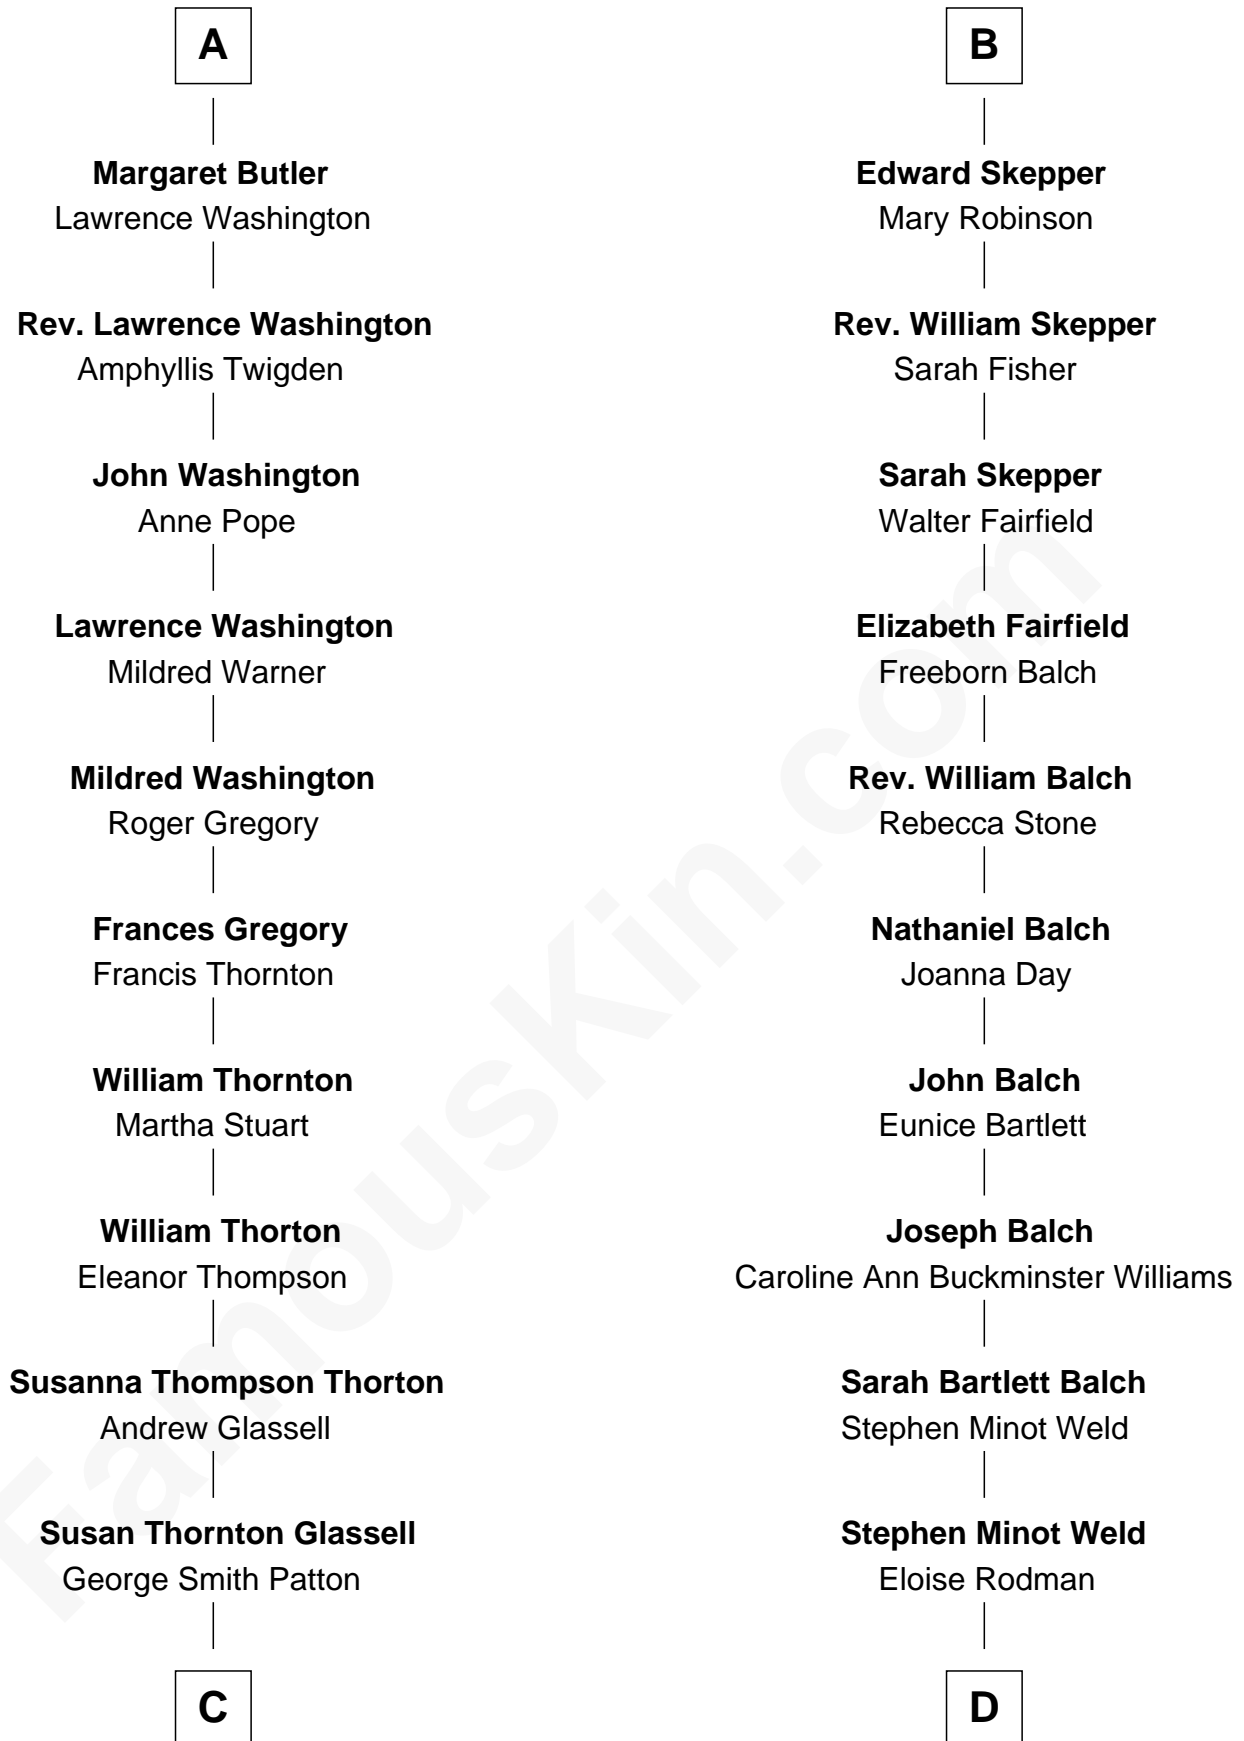 A
Margaret Butler
Lawrence Washington
Rev. Lawrence Washington
Amphyllis Twigden
John Washington
Anne Pope
Lawrence Washington
Mildred Warner
Mildred Washington
Roger Gregory
Frances Gregory
Francis Thornton
William Thornton
Martha Stuart
William Thorton
Eleanor Thompson
Susanna Thompson Thorton
Andrew Glassell
Susan Thornton Glassell
George Smith Patton
C
B
Edward Skepper
Mary Robinson
Rev. William Skepper
Sarah Fisher
Sarah Skepper
Walter Fairfield
Elizabeth Fairfield
Freeborn Balch
Rev. William Balch
Rebecca Stone
Nathaniel Balch
Joanna Day
John Balch
Eunice Bartlett
Joseph Balch
Caroline Ann Buckminster Williams
Sarah Bartlett Balch
Stephen Minot Weld
Stephen Minot Weld
Eloise Rodman
D
FamousKin.com